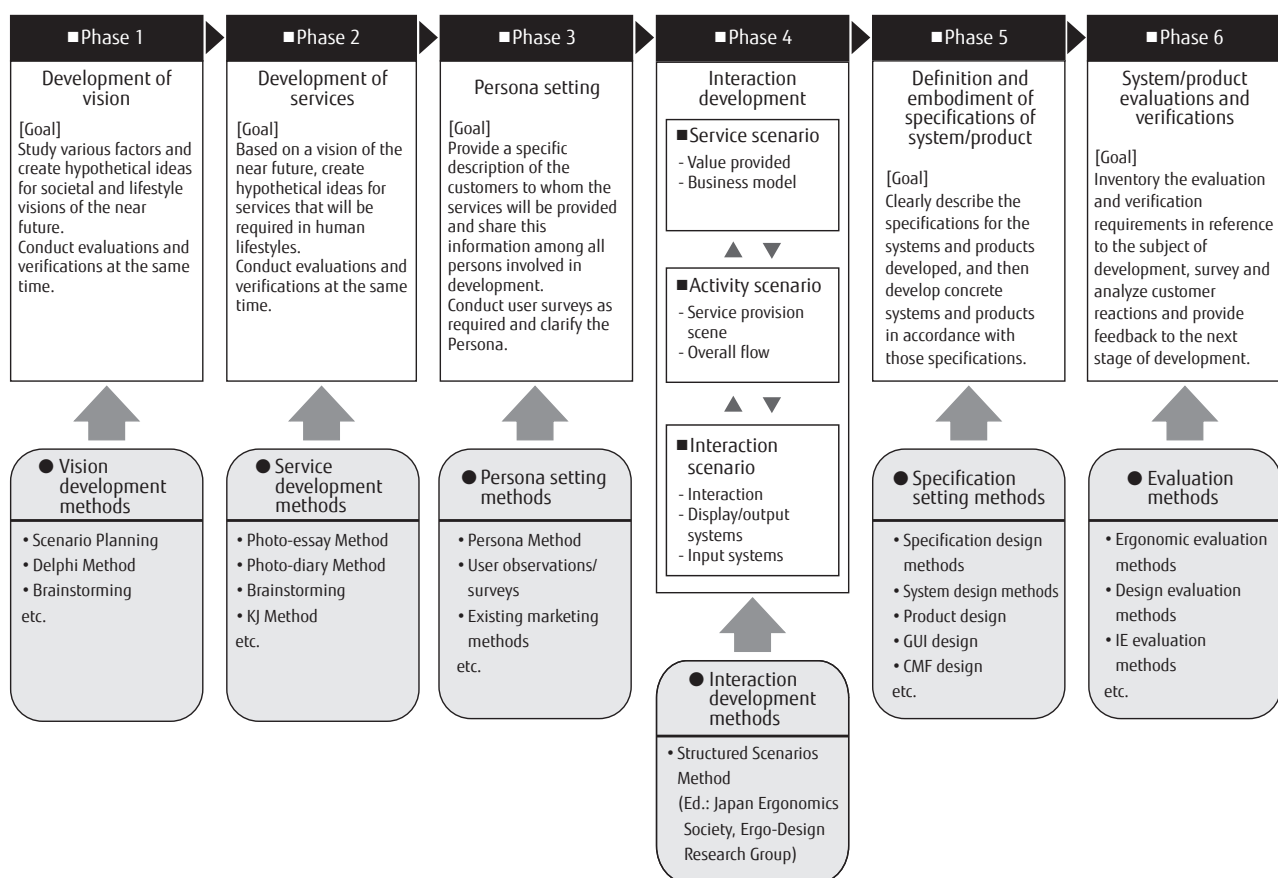 ■Phase 1
Development of
vision
[Goal]
Study various factors and
create hypothetical ideas
for societal and lifestyle
visions of the near
future.
Conduct evaluations and
verifications at the same
time.
● Vision
development
methods
• Scenario Planning
• Delphi Method
• Brainstorming
etc.
■Phase 2
Development of
services
[Goal]
Based on a vision of the
near future, create
hypothetical ideas for
services that will be
required in human
lifestyles.
Conduct evaluations and
verifications at the same
time.
● Service
development
methods
• Photo-essay Method
• Photo-diary Method
• Brainstorming
• KJ Method
etc.
■Phase 3
Persona setting
[Goal]
Provide a specific
description of the
customers to whom the
services will be provided
and share this
information among all
persons involved in
development.
Conduct user surveys as
required and clarify the
Persona.
● Persona setting
methods
• Persona Method
• User observations/
surveys
• Existing marketing
methods
etc.
■Phase 4
Interaction
development
■Service scenario
- Value provided
- Business model
■Activity scenario
- Service provision
scene
- Overall flow
■Interaction
scenario
- Interaction
- Display/output
systems
- Input systems
● Interaction
development
methods
• Structured Scenarios
Method
(Ed.: Japan Ergonomics
Society, Ergo-Design
Research Group)
■Phase 5
Definition and
embodiment of
specifications of
system/product
[Goal]
Clearly describe the
specifications for the
systems and products
developed, and then
develop concrete
systems and products
in accordance with
those specifications.
● Specification
setting methods
• Specification design
methods
• System design methods
• Product design
• GUI design
• CMF design
etc.
■Phase 6
System/product
evaluations and
verifications
[Goal]
Inventory the evaluation
and verification
requirements in reference
to the subject of
development, survey and
analyze customer
reactions and provide
feedback to the next
stage of development.
● Evaluation
methods
• Ergonomic evaluation
methods
• Design evaluation
methods
• IE evaluation
methods
etc.